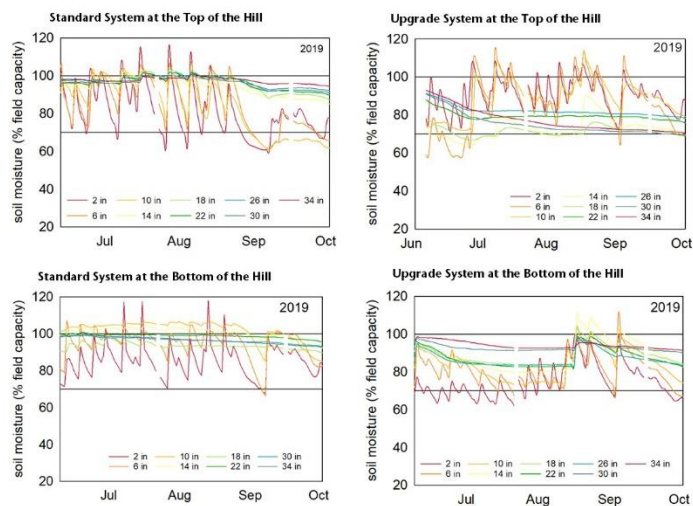 Standard System at the Top of the Hill
120
100
80
60
40
20
soil moisture (% field capacity)
2019
2 in 10 in 18 in 26 in 34 in
6 in 14 in 22 in 30 in
Jul Aug Sep Oct
Upgrade System at the Top of the Hill
120
100
80
60
40
20
soil moisture (% field capacity)
2019
2 in 14 in 26 in
6 in 18 in 30 in
10 in 22 in 34 in
Jun Jul Aug Sep Oct
Standard System at the Bottom of the Hill
120
100
80
60
40
20
soil moisture (% field capacity)
2019
2 in 10 in 18 in 30 in
6 in 14 in 22 in 34 in
Jul Aug Sep Oct
Upgrade System at the Bottom of the Hill
120
100
80
60
40
20
soil moisture (% field capacity)
2019
2 in 10 in 18 in 26 in 34 in
6 in 14 in 22 in 30 in
Jul Aug Sep Oct